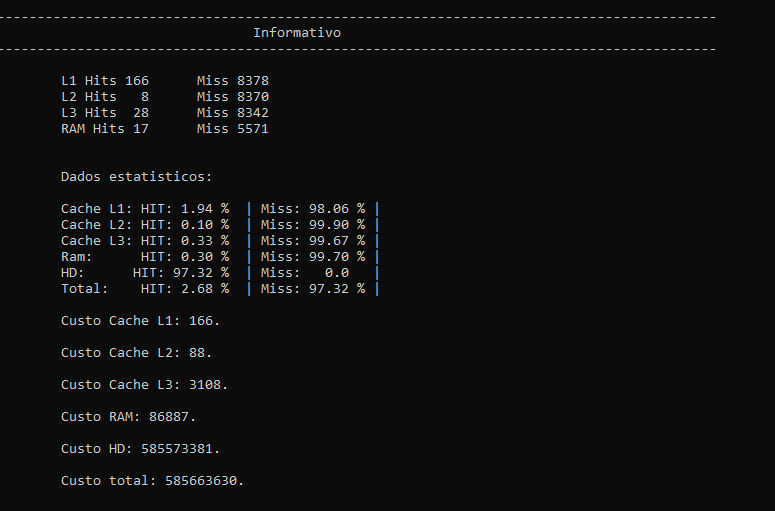 Informativo
L1 Hits 166 Miss 8378
L2 Hits 8 Miss 8370
L3 Hits 28 Miss 8342
RAM Hits 17 Miss 5571
Dados estatisticos:
Cache L1: HIT: 1.94 % | Miss: 98.06 % |
Cache L2: HIT: 0.10 % | Miss: 99.90 % |
Cache L3: HIT: 0.33 % | Miss: 99.67 % |
Ram: HIT: 0.30 % | Miss: 99.70 % |
HD: HIT: 97.32 % | Miss: 0.0 |
Total: HIT: 2.68 % | Miss: 97.32 % |
Custo Cache L1: 166.
Custo Cache L2: 88.
Custo Cache L3: 3108.
Custo RAM: 86887.
Custo HD: 585573381.
Custo total: 585663630.